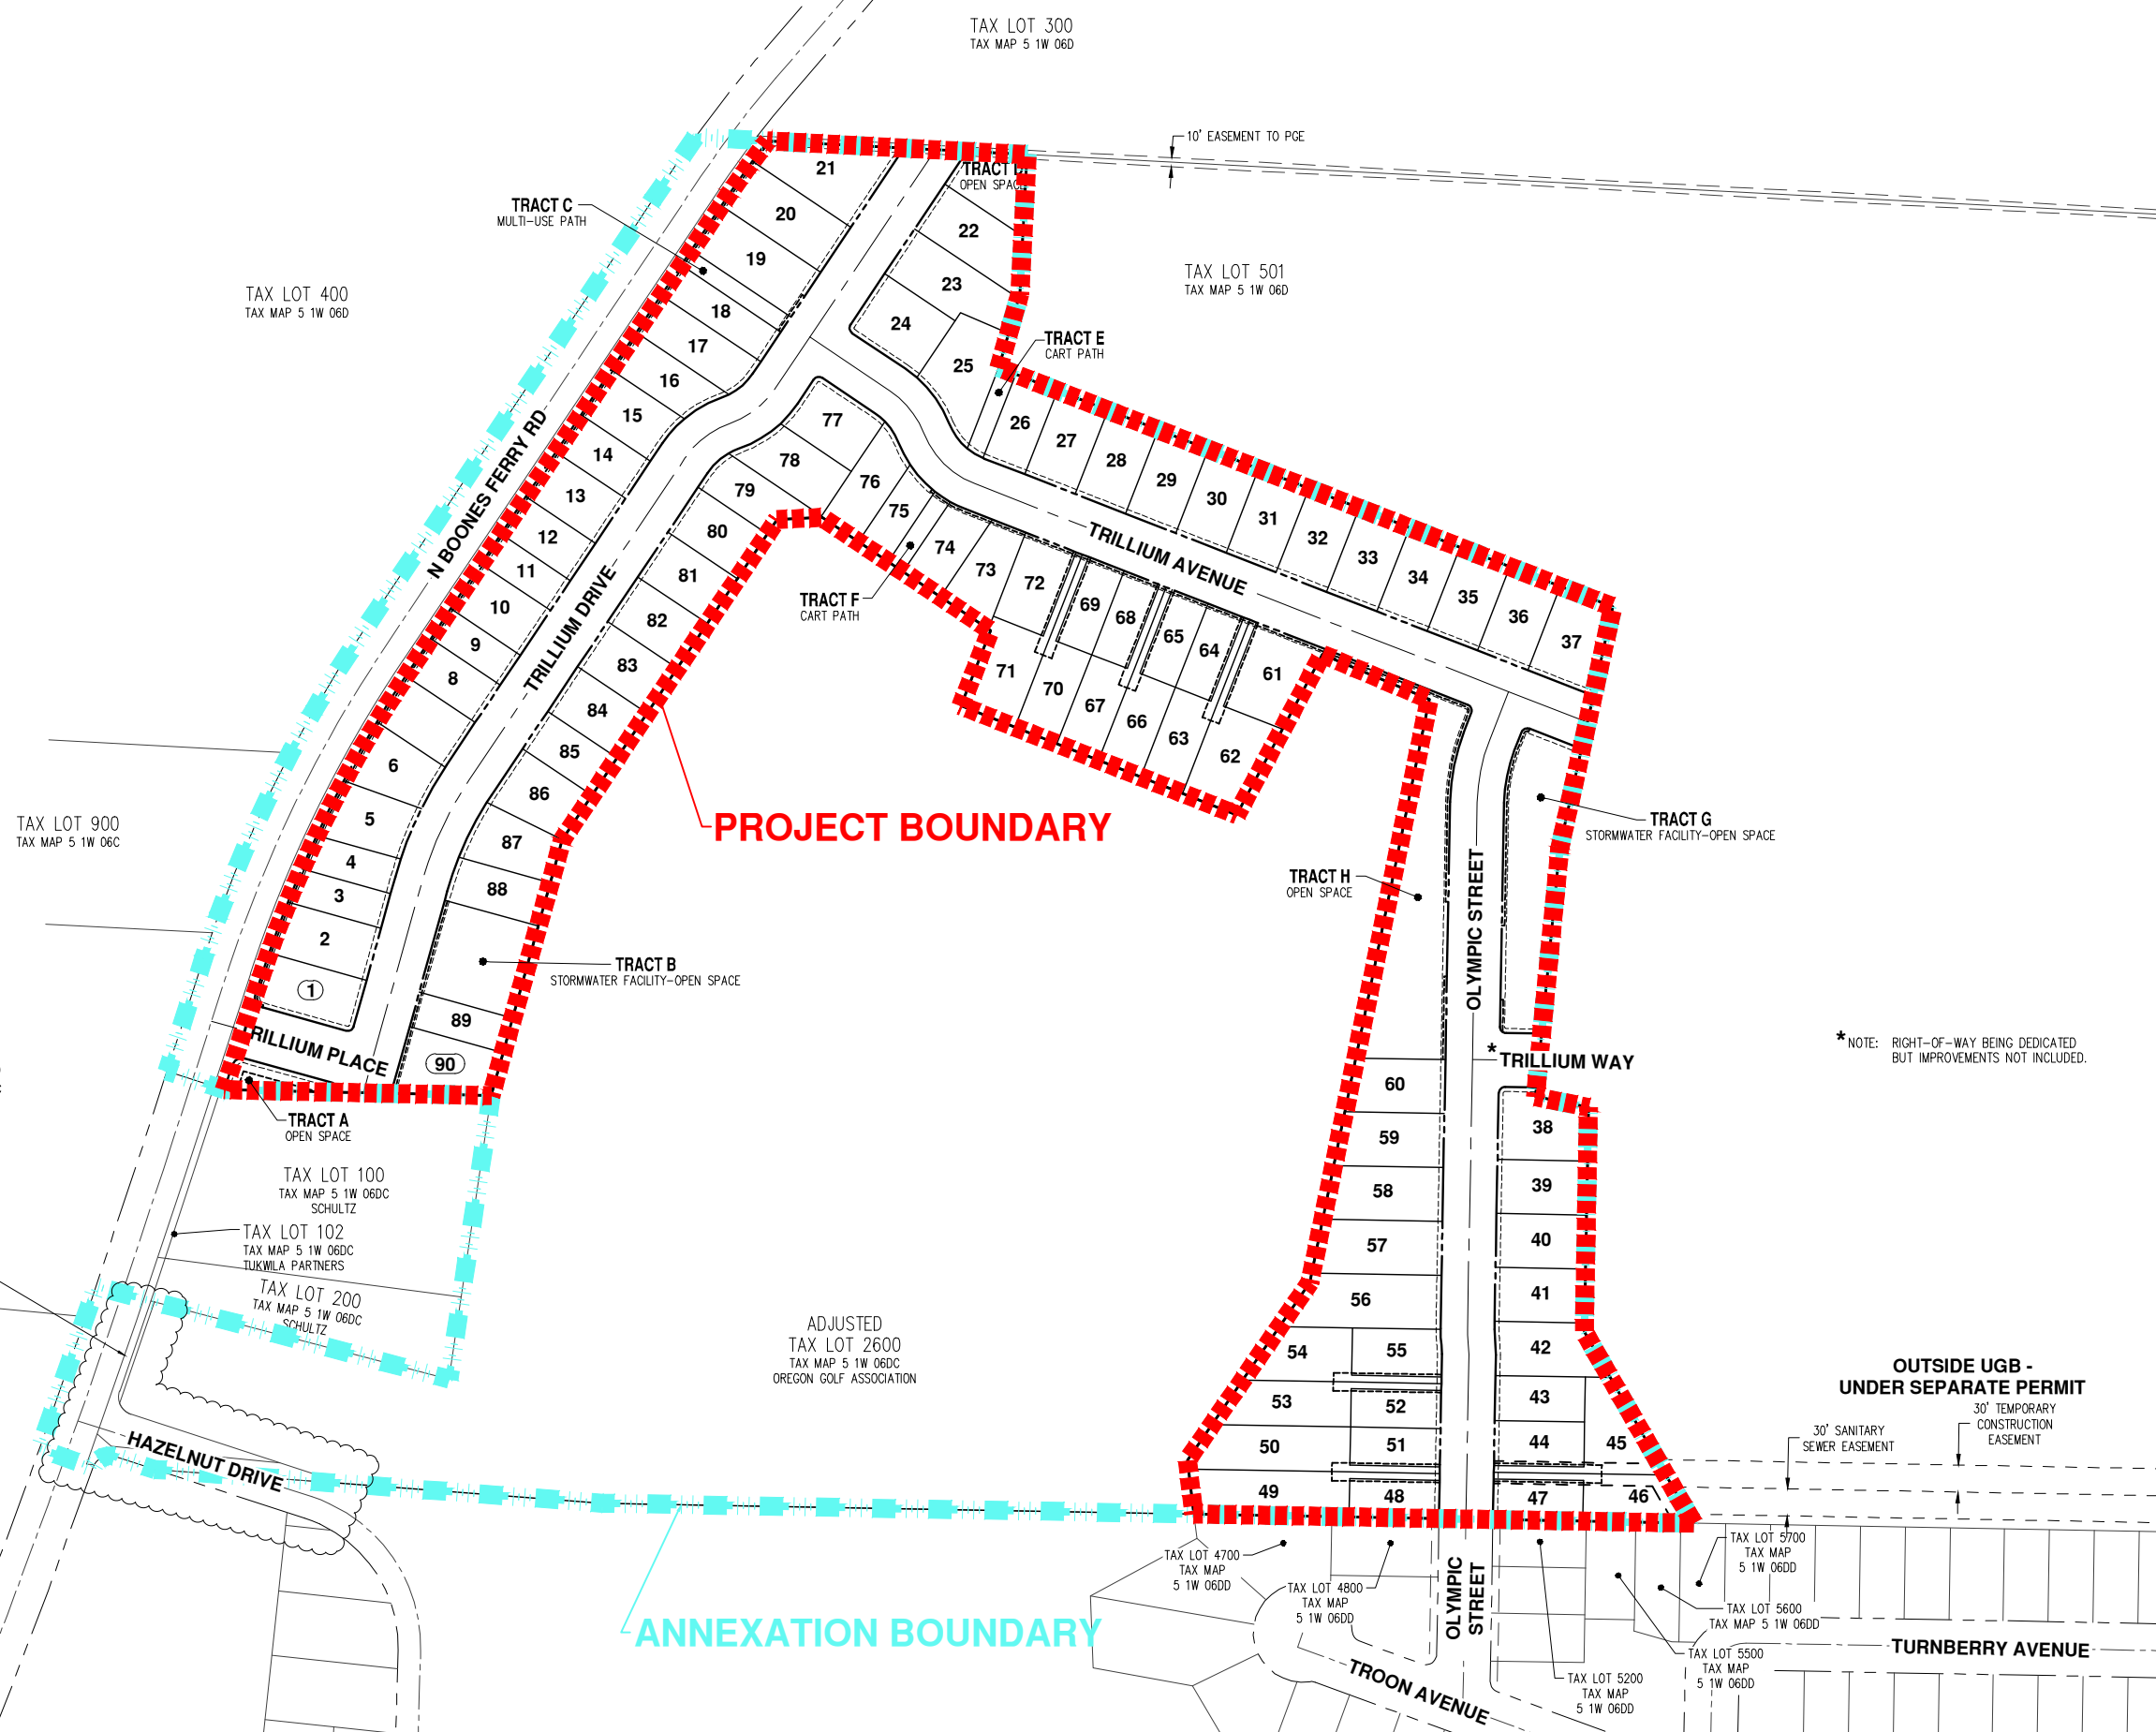 TAX LOT 300
TAX MAP 5 1W 06D
10' EASEMENT TO PGE
21
TRACT D
OPEN SPACE
TRACT C
MULTI-USE PATH
20
22
19
23
TAX LOT 501
TAX MAP 5 1W 06D
TAX LOT 400
TAX MAP 5 1W 06D
18
24
17
TRACT E
CART PATH
25
16
15
77
26
27
14
78
28
13
79
76
29
30
75
31
12
80
32
N BOONES FERRY RD
11
81
74
73
72
TRILLIUM AVENUE
33
34
35
36
37
10
82
TRACT F
CART PATH
69
68
65
64
61
9
83
TRILLIUM DRIVE
8
84
71
70
67
66
63
62
85
6
86
5
87
PROJECT BOUNDARY
TAX LOT 900
TAX MAP 5 1W 06C
TRACT G
STORMWATER FACILITY-OPEN SPACE
4
88
TRACT H
OPEN SPACE
3
2
OLYMPIC STREET
TRACT B
STORMWATER FACILITY-OPEN SPACE
1
89
RILLIUM PLACE
90
* TRILLIUM WAY
*NOTE: RIGHT-OF-WAY BEING DEDICATED
BUT IMPROVEMENTS NOT INCLUDED.
60
TRACT A
OPEN SPACE
38
59
TAX LOT 100
TAX MAP 5 1W 06DC
SCHULTZ
58
39
TAX LOT 102
TAX MAP 5 1W 06DC
TUKWILA PARTNERS
57
40
TAX LOT 200
TAX MAP 5 1W 06DC
SCHULTZ
56
41
ADJUSTED
TAX LOT 2600
TAX MAP 5 1W 06DC
OREGON GOLF ASSOCIATION
54
55
42
OUTSIDE UGB -
UNDER SEPARATE PERMIT
53
52
43
30' TEMPORARY
CONSTRUCTION
EASEMENT
30' SANITARY
SEWER EASEMENT
50
51
44
45
HAZELNUT DRIVE
49
48
47
46
TAX LOT 4700
TAX MAP
5 1W 06DD
TAX LOT 4800
TAX MAP
5 1W 06DD
OLYMPIC
STREET
TAX LOT 5700
TAX MAP
5 1W 06DD
TAX LOT 5600
TAX MAP 5 1W 06DD
ANNEXATION BOUNDARY
TAX LOT 5500
TAX MAP
5 1W 06DD
TURNBERRY AVENUE
TAX LOT 5200
TAX MAP
5 1W 06DD
TROON AVENUE